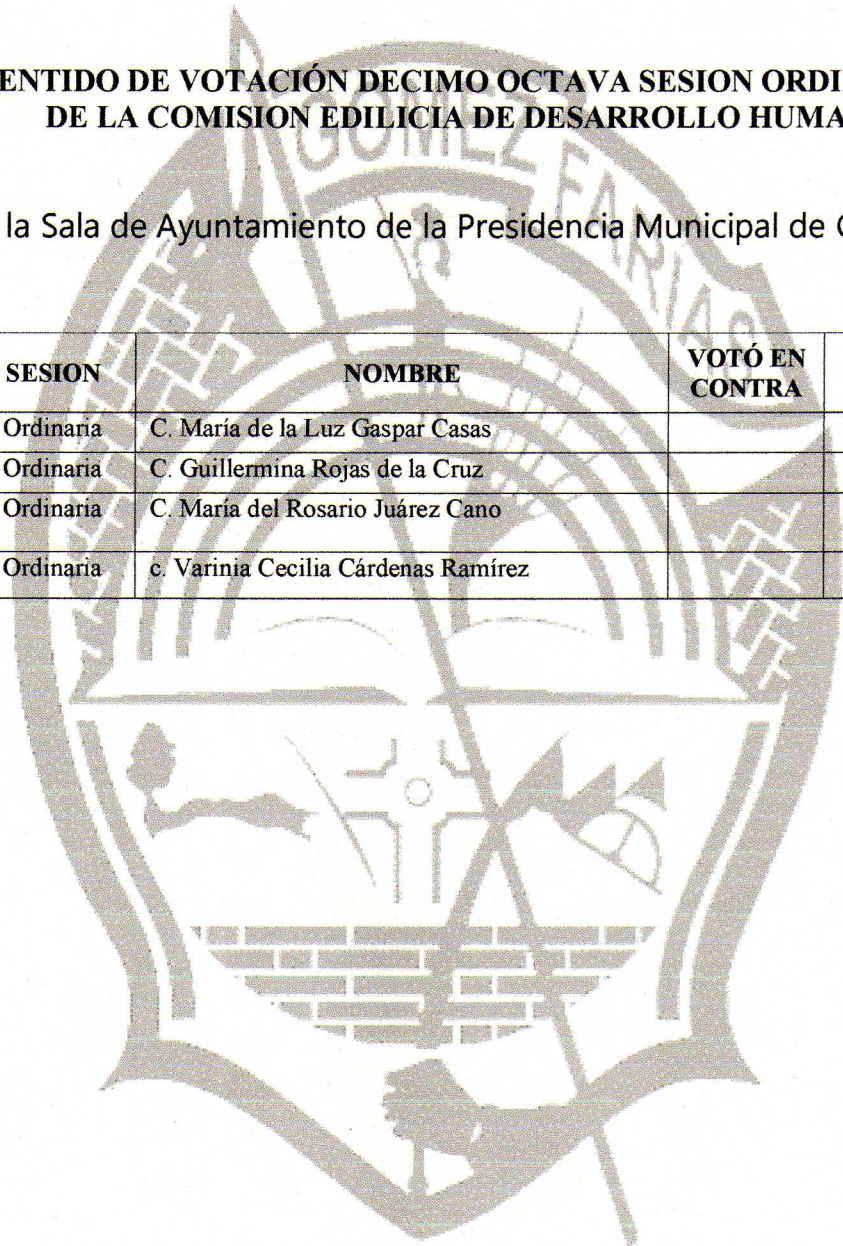 ENTIDO DE VOTACIÓN DECIMO OCTAVA SESION ORDI
DE LA COMISION EDILICIA DE DESARROLLO HUMA
GOMEZ FARIAS
la Sala de Ayuntamiento de la Presidencia Municipal de G
SESION NOMBRE VOTÓ EN CONTRA
Ordinaria C. María de la Luz Gaspar Casas
Ordinaria C. Guillermina Rojas de la Cruz
Ordinaria C. María del Rosario Juárez Cano
Ordinaria c. Varinia Cecilia Cárdenas Ramírez